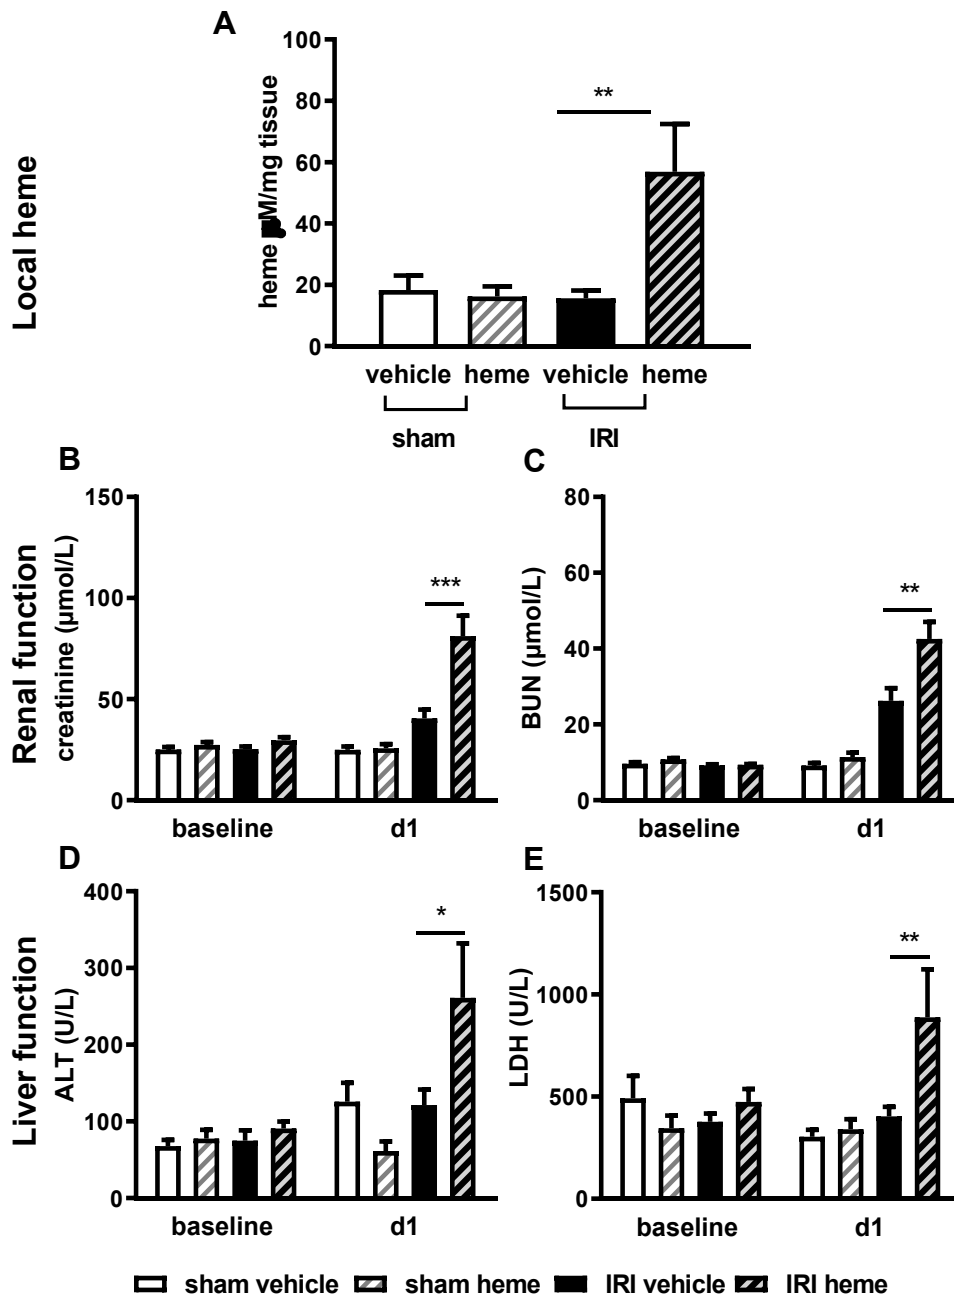 A
Local heme
heme M/mg tissue
100
80
60
40
20
0
**
vehicle heme vehicle heme
sham IRI
Renal function
B
creatinine (µmol/L)
150
100
50
0
***
baseline d1
C
BUN (µmol/L)
80
60
40
20
0
**
baseline d1
Liver function
D
ALT (U/L)
400
300
200
100
0
*
baseline d1
E
LDH (U/L)
1500
1000
500
0
**
baseline d1
sham vehicle sham heme IRI vehicle IRI heme